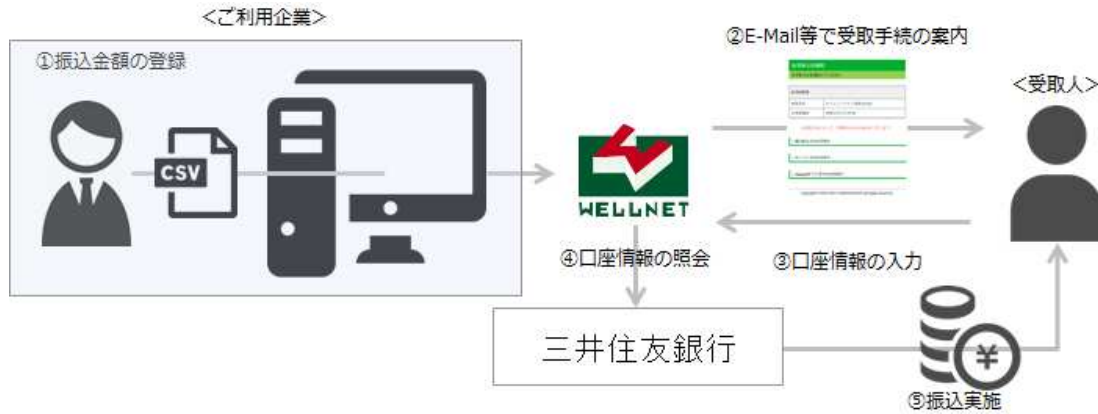 ＜ご利用企業＞
①振込金額の登録
CSV
WELLNET
②E-Mail等で受取手続の案内
＜受取人＞
④口座情報の照会
③口座情報の入力
三井住友銀行
¥
⑤振込実施